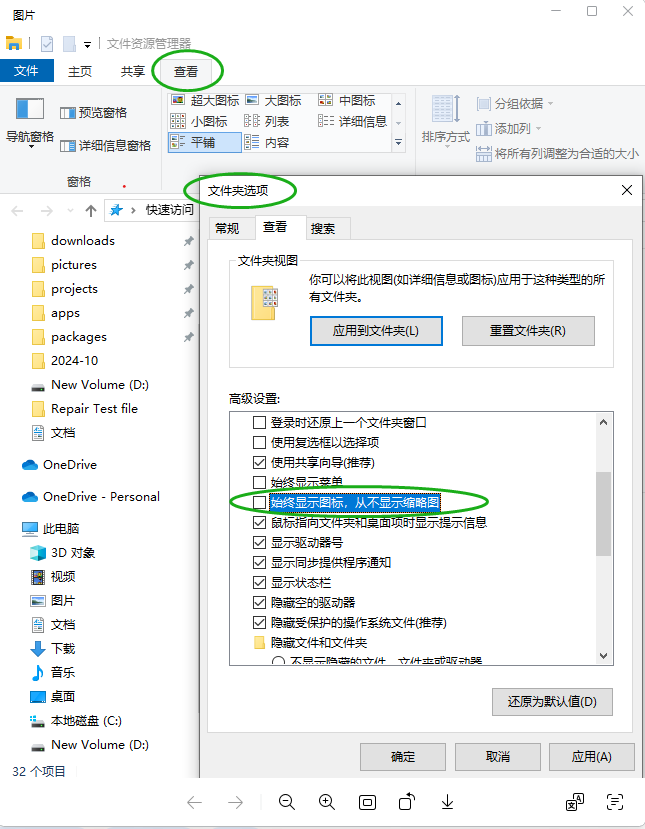 图片
文件资源管理器
文件 主页 共享 查看
导航窗格
预览窗格
详细信息窗格
窗格
超大图标 大图标 中图标
小图标 列表 详细信息
平铺 内容
排序方式
分组依据
添加列
将所有列调整为合适的大小
快速访问
downloads
pictures
projects
apps
packages
2024-10
New Volume (D:)
Repair Test file
文档
OneDrive
OneDrive - Personal
此电脑
3D 对象
视频
图片
文档
下载
音乐
桌面
本地磁盘 (C:)
New Volume (D:)
32 个项目
文件夹选项
常规 查看 搜索
文件夹视图
你可以将此视图(如详细信息或图标)应用于这种类型的所
有文件夹。
应用到文件夹(L) 重置文件夹(R)
高级设置:
登录时还原上一个文件夹窗口
使用复选框以选择项
使用共享向导(推荐)
始终显示菜单
始终显示图标，从不显示缩略图
鼠标指向文件夹和桌面项时显示提示信息
显示驱动器号
显示同步提供程序通知
显示状态栏
隐藏空的驱动器
隐藏受保护的操作系统文件(推荐)
隐藏文件和文件夹
不显示隐藏的文件、文件夹或驱动器
还原为默认值(D)
确定 取消 应用(A)